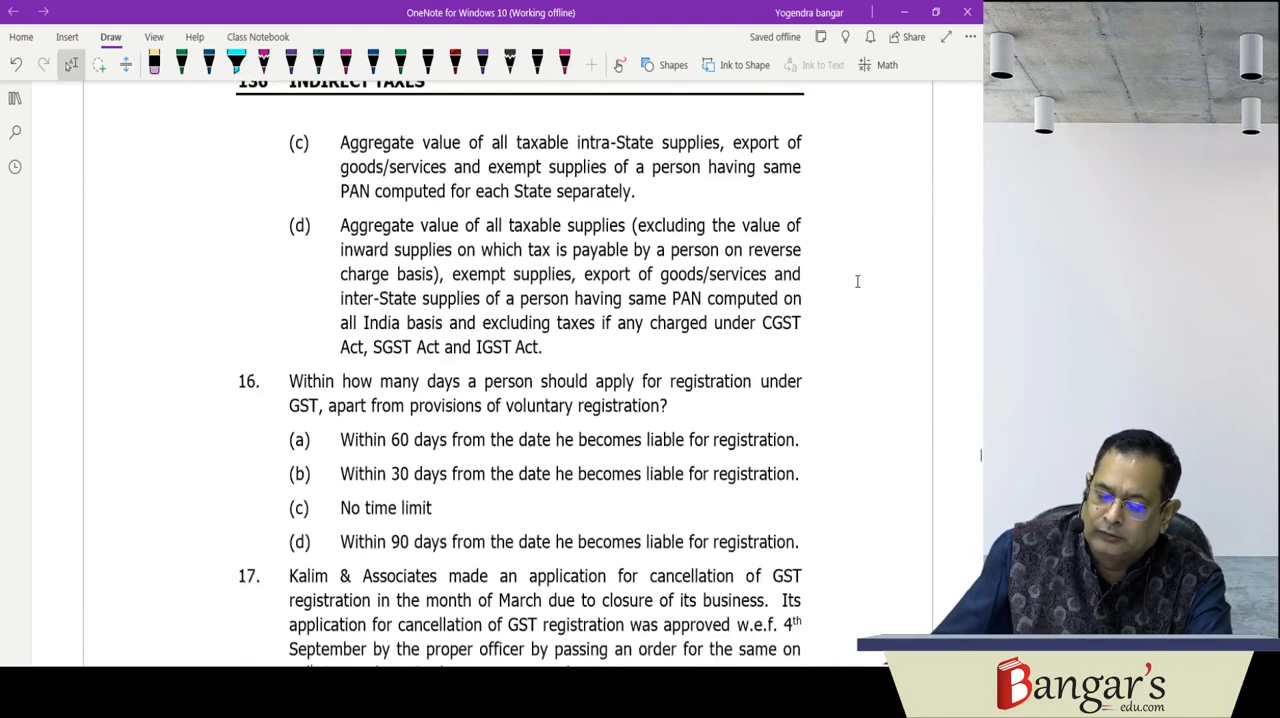 OneNote for Windows 10 (Working offline)
Yogendra bangar
Home Insert Draw View Help Class Notebook
Saved offline
Share
Shapes
Ink to Shape
Ink to Text
Math
136 INDIRECT TAXES
(c) Aggregate value of all taxable intra-State supplies, export of
goods/services and exempt supplies of a person having same
PAN computed for each State separately.
(d) Aggregate value of all taxable supplies (excluding the value of
inward supplies on which tax is payable by a person on reverse
charge basis), exempt supplies, export of goods/services and
inter-State supplies of a person having same PAN computed on
all India basis and excluding taxes if any charged under CGST
Act, SGST Act and IGST Act.
16. Within how many days a person should apply for registration under
GST, apart from provisions of voluntary registration?
(a) Within 60 days from the date he becomes liable for registration.
(b) Within 30 days from the date he becomes liable for registration.
(c) No time limit
(d) Within 90 days from the date he becomes liable for registration.
17. Kalim & Associates made an application for cancellation of GST
registration in the month of March due to closure of its business. Its
application for cancellation of GST registration was approved w.e.f. 4th
September by the proper officer by passing an order for the same on
Bangar's
edu.com